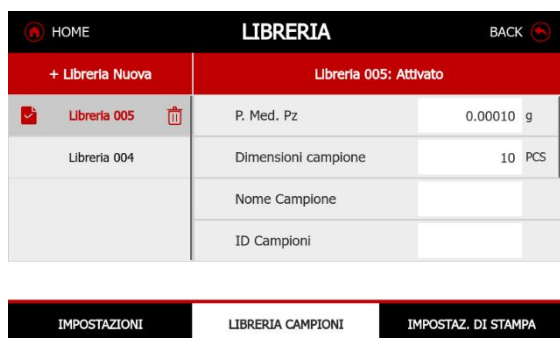 HOME
LIBRERIA
BACK
+ Libreria Nuova
Libreria 005: Attivato
Libreria 005
P. Med. Pz
0.00010 g
Libreria 004
Dimensioni campione
10 PCS
Nome Campione
ID Campioni
IMPOSTAZIONI
LIBRERIA CAMPIONI
IMPOSTAZ. DI STAMPA